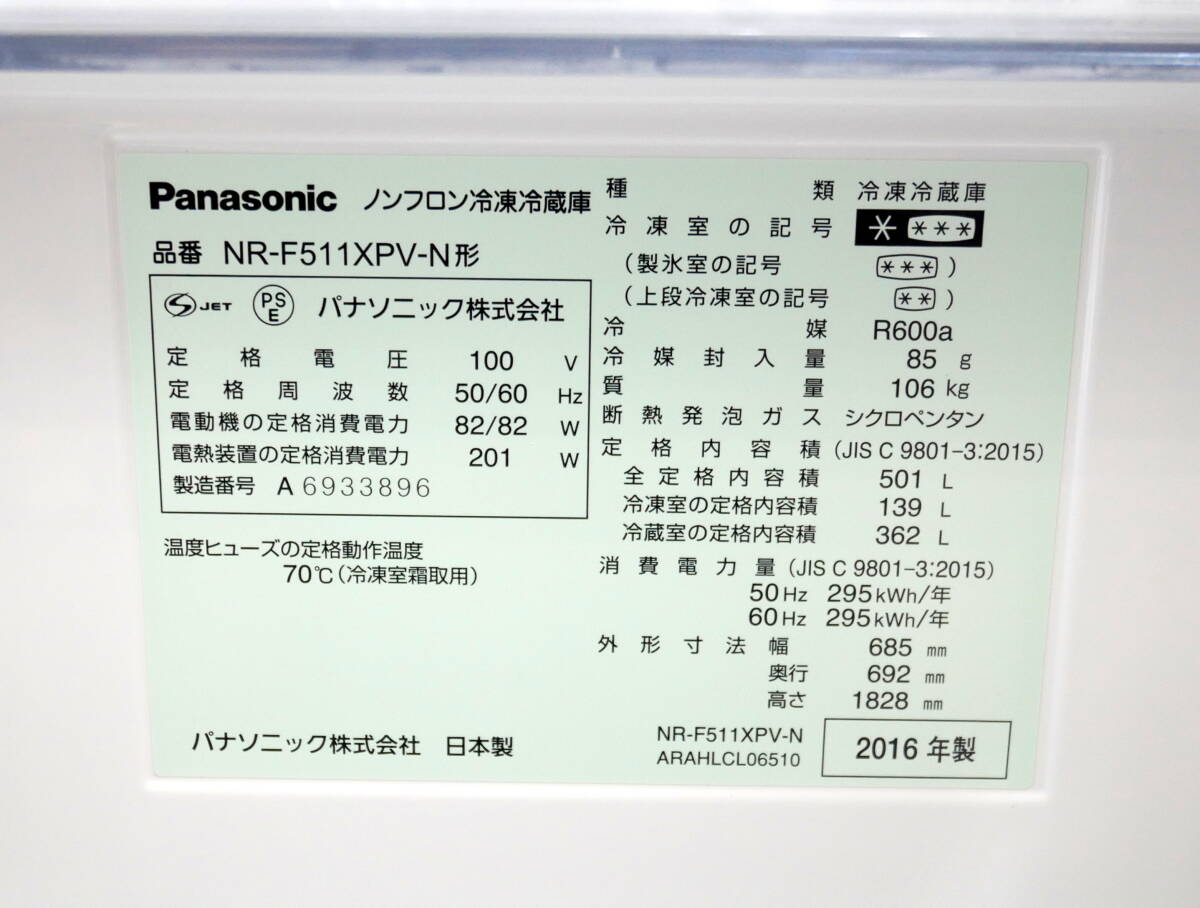 Panasonic ノンフロン冷凍冷蔵庫
品番 NR-F511XPV-N形
S JET PSE パナソニック株式会社
定格電圧 100 V
定格周波数 50/60 Hz
電動機の定格消費電力 82/82 W
電熱装置の定格消費電力 201 W
製造番号 A 6933896
温度ヒューズの定格動作温度
70℃(冷凍室霜取用)
パナソニック株式会社 日本製
種類 冷凍冷蔵庫
冷凍室の記号 * ***
(製氷室の記号 ***)
(上段冷凍室の記号 **)
冷媒 R600a
冷媒封入量 85 g
質量 106 kg
断熱発泡ガス シクロペンタン
定格内容積 (JIS C 9801-3:2015)
全定格内容積 501 L
冷凍室の定格内容積 139 L
冷蔵室の定格内容積 362 L
消費電力量 (JIS C 9801-3:2015)
50Hz 295kWh/年
60Hz 295kWh/年
外形寸法幅 685 mm
奥行 692 mm
高さ 1828 mm
NR-F511XPV-N
ARAHLCL06510
2016年製